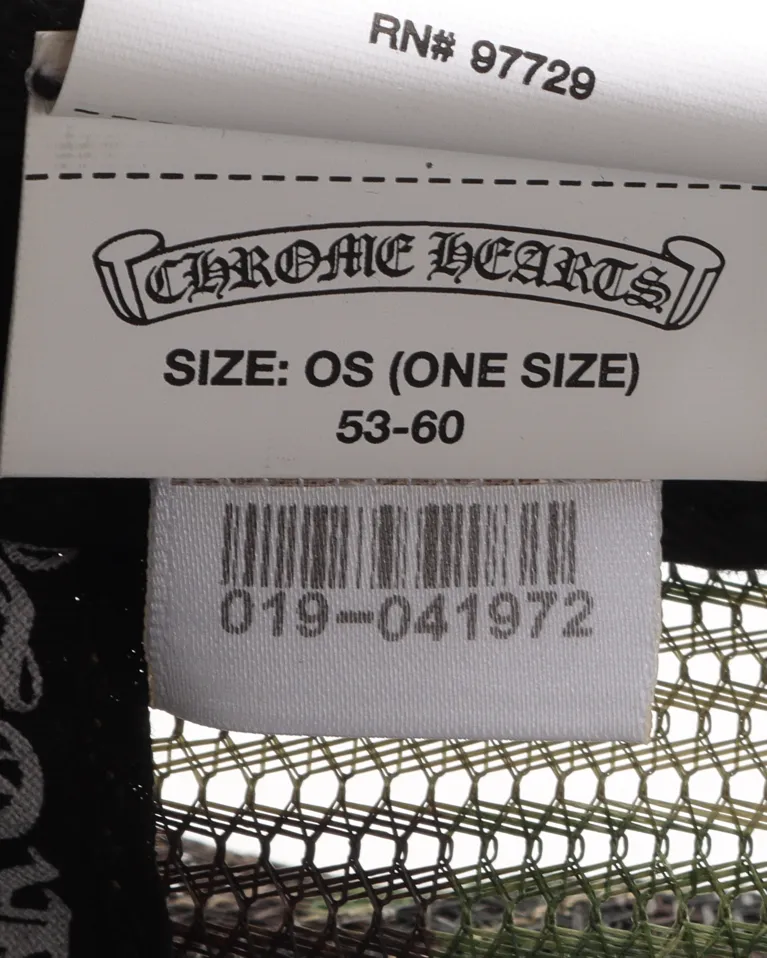 RN# 97729
CHROME HEARTS
SIZE: OS (ONE SIZE)
53-60
019-041972